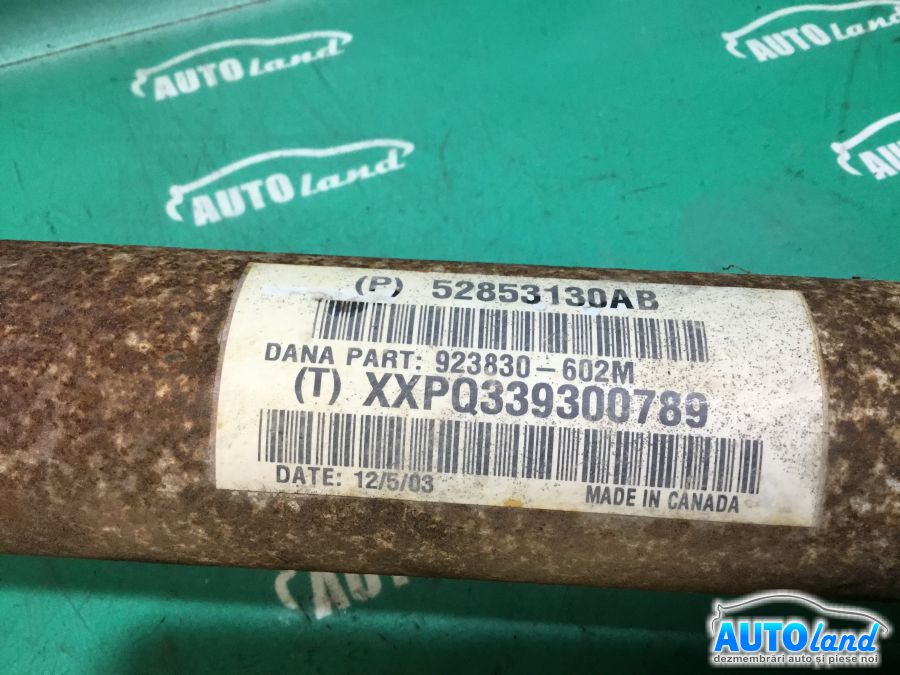 AUTOland
AUTOland
AUTOland
AUTO
(P) 52853130AB
DANA PART: 923830-602M
(T) XXPQ339300789
DATE: 12/5/03
MADE IN CANADA
AUTOland
dezmembrări auto și piese noi